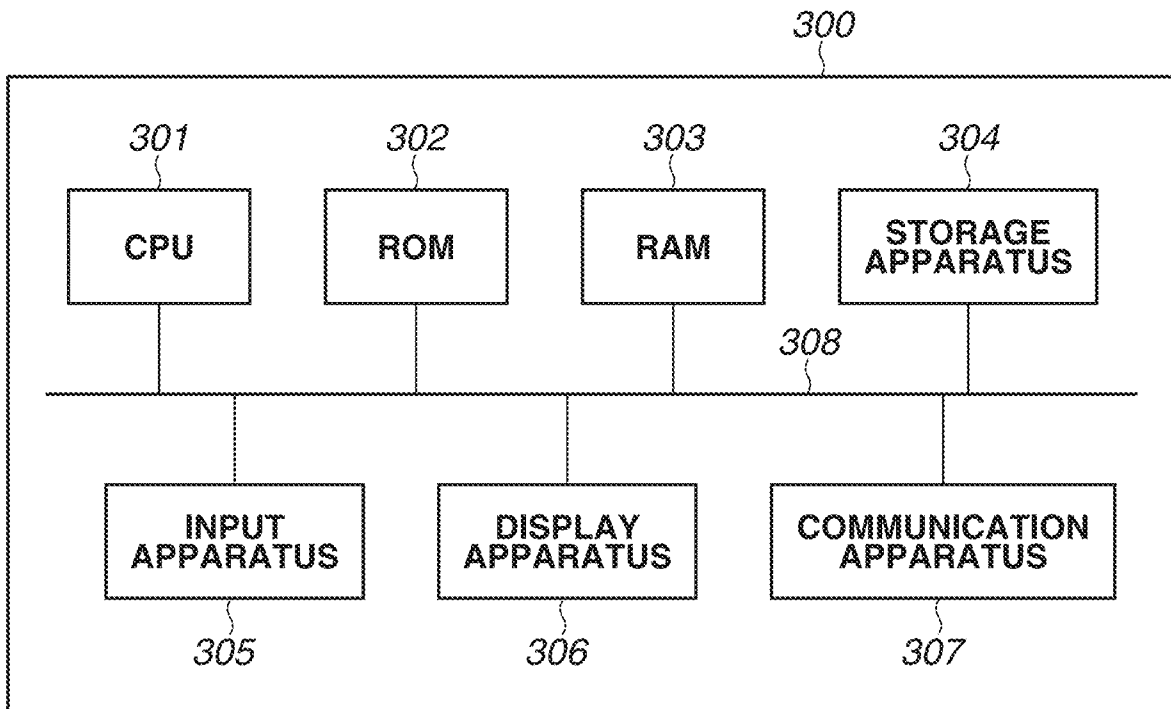 300
301
302
303
304
CPU
ROM
RAM
STORAGE
APPARATUS
308
INPUT
APPARATUS
DISPLAY
APPARATUS
COMMUNICATION
APPARATUS
305
306
307